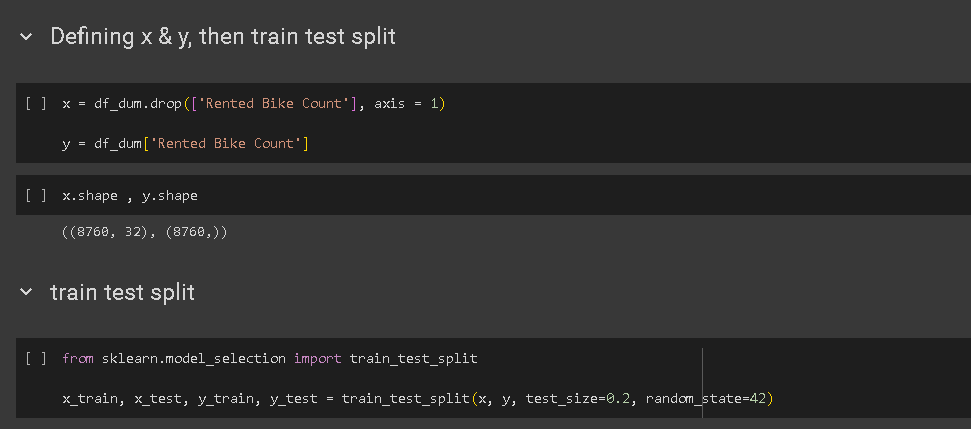 Defining x & y, then train test split
[ ] x = df_dum.drop(['Rented Bike Count'], axis = 1)
y = df_dum['Rented Bike Count']
[ ] x.shape , y.shape
((8760, 32), (8760,))
train test split
[ ] from sklearn.model_selection import train_test_split
x_train, x_test, y_train, y_test = train_test_split(x, y, test_size=0.2, random_state=42)